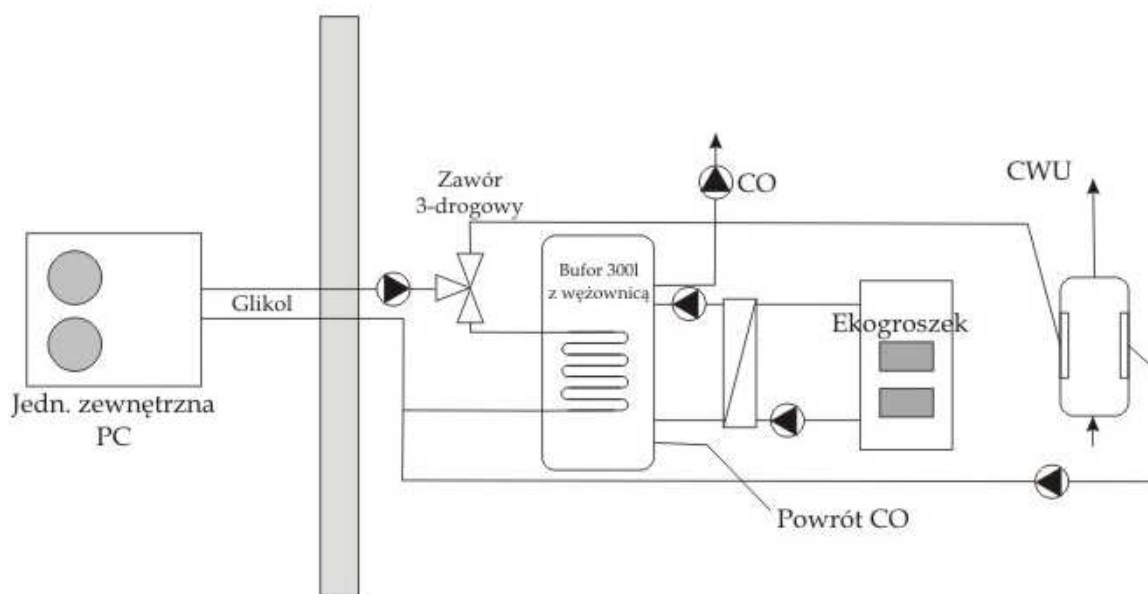 Zawór
3-drogowy
CO
CWU
Bufor 300l
z wężownicą
Glikol
Ekogroszek
Jedn. zewnętrzna
PC
Powrót CO